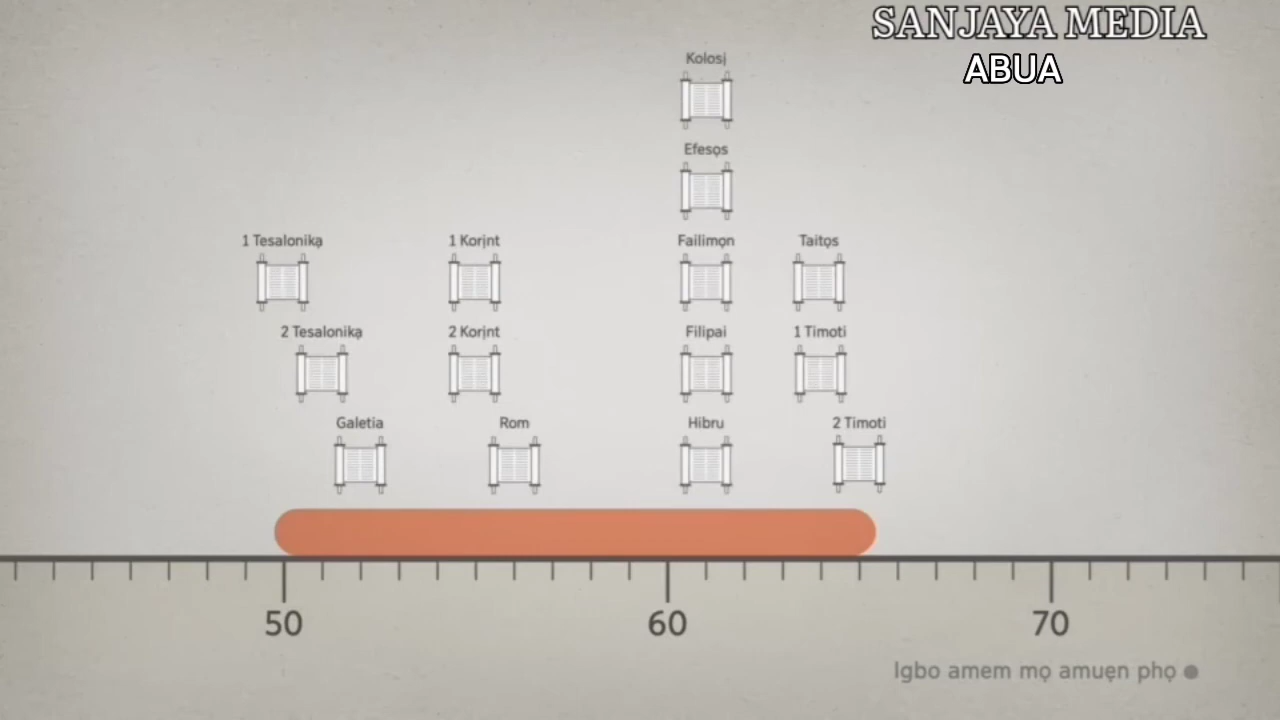 SANJAYA MEDIA
ABUA
Kolosị
Efesọs
1 Tesalonikạ
1 Korịnt
Failimọn
Taitọs
2 Tesalonikạ
2 Korịnt
Filipai
1 Timoti
Galetia
Rom
Hibru
2 Timoti
50
60
70
Igbo amem mọ amuẹn phọ